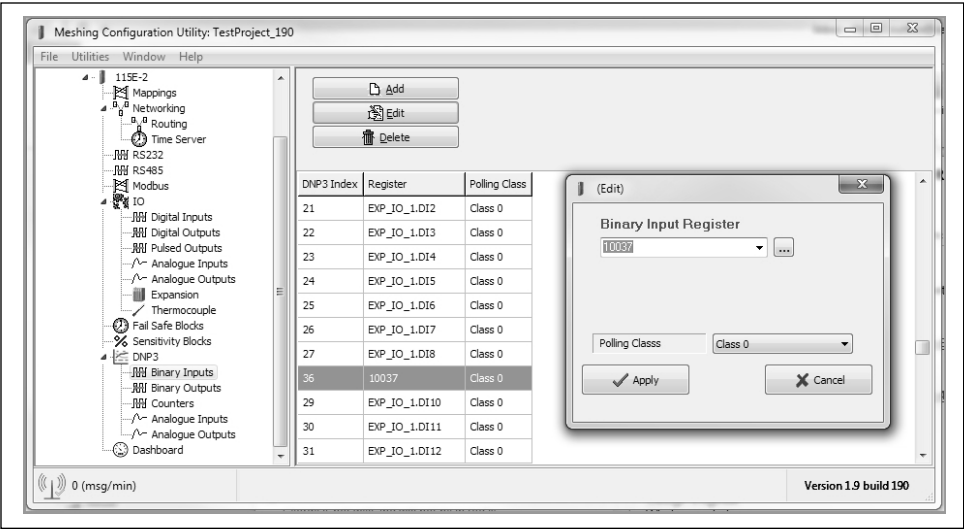 Meshing Configuration Utility: TestProject_190
File Utilities Window Help
115E-2
Mappings
Networking
Routing
Time Server
RS232
RS485
Modbus
IO
Digital Inputs
Digital Outputs
Pulsed Outputs
Analogue Inputs
Analogue Outputs
Expansion
Thermocouple
Fail Safe Blocks
Sensitivity Blocks
DNP3
Binary Inputs
Binary Outputs
Counters
Analogue Inputs
Analogue Outputs
Dashboard
Add
Edit
Delete
DNP3 Index Register Polling Class
21 EXP_IO_1.DI2 Class 0
22 EXP_IO_1.DI3 Class 0
23 EXP_IO_1.DI4 Class 0
24 EXP_IO_1.DI5 Class 0
25 EXP_IO_1.DI6 Class 0
26 EXP_IO_1.DI7 Class 0
27 EXP_IO_1.DI8 Class 0
36 10037 Class 0
29 EXP_IO_1.DI10 Class 0
30 EXP_IO_1.DI11 Class 0
31 EXP_IO_1.DI12 Class 0
(Edit)
Binary Input Register
10037 ...
Polling Classs Class 0
Apply Cancel
0 (msg/min)
Version 1.9 build 190